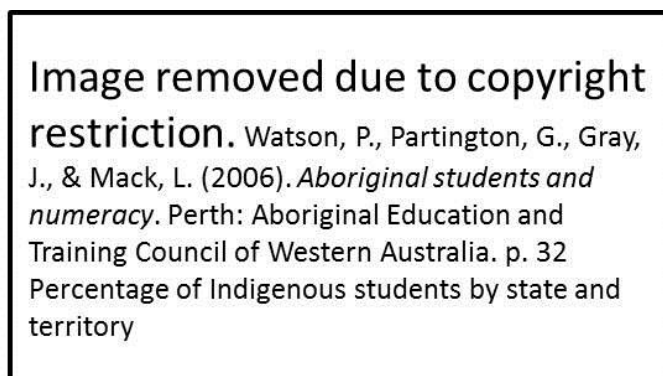 Image removed due to copyright
restriction. Watson, P., Partington, G., Gray,
J., & Mack, L. (2006). Aboriginal students and
numeracy. Perth: Aboriginal Education and
Training Council of Western Australia. p. 32
Percentage of Indigenous students by state and
territory